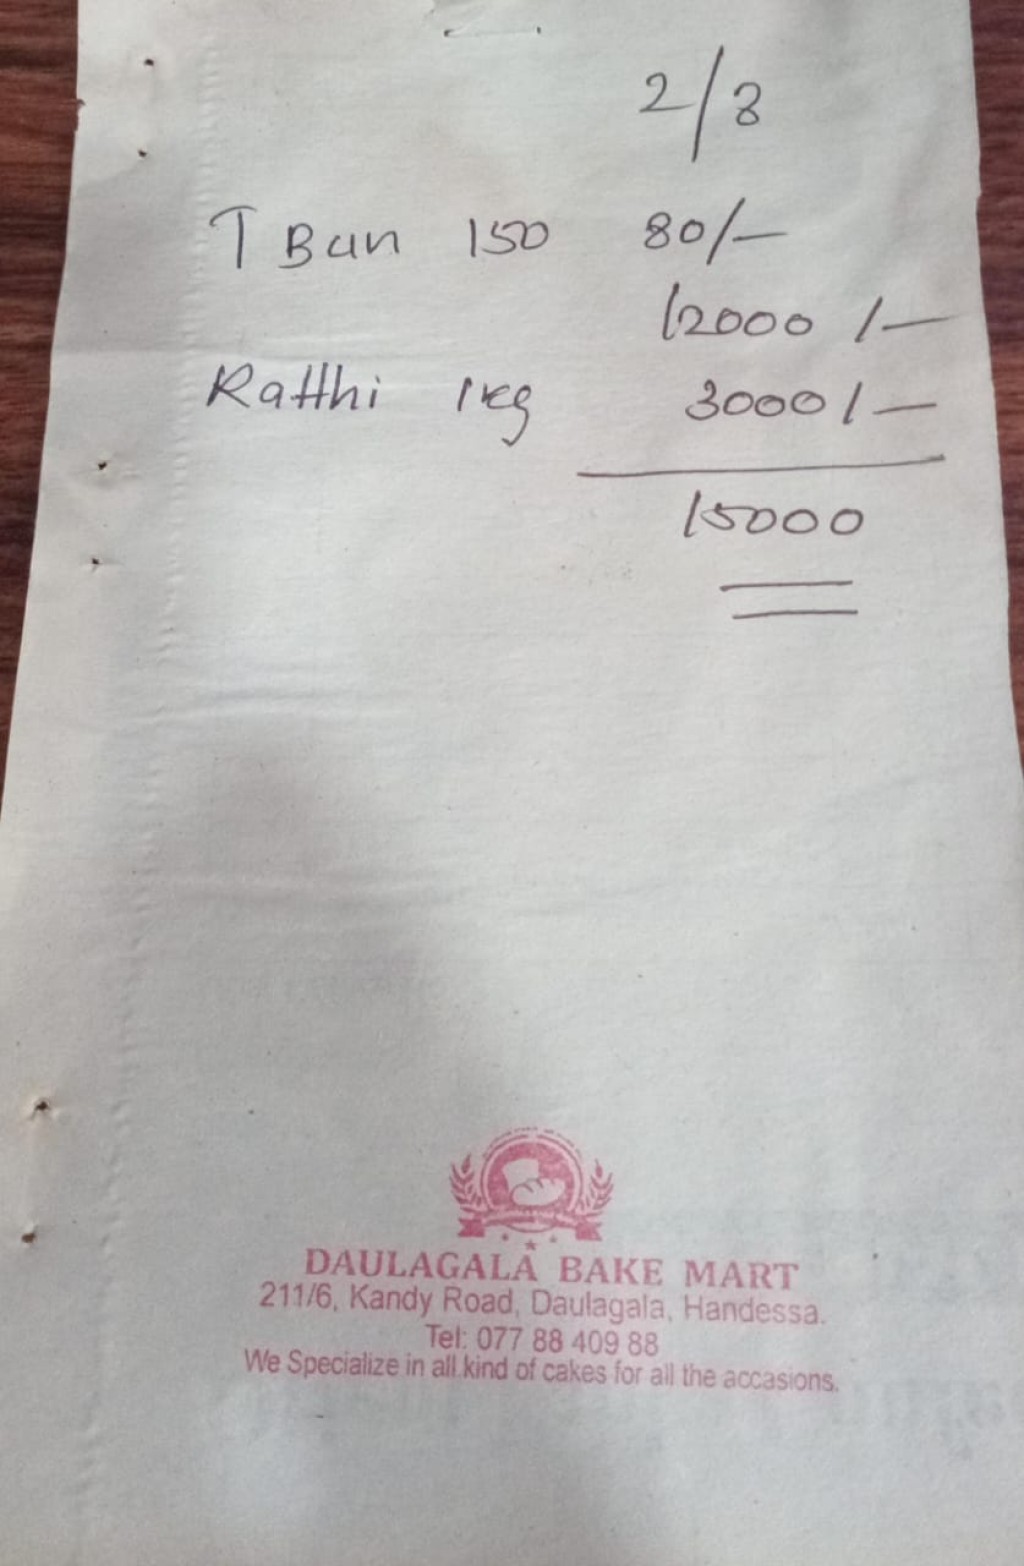 2/8
T Bun 150 80/-
12000/-
Ratthi 1kg 3000/-
15000
DAULAGALA BAKE MART
211/6, Kandy Road, Daulagala, Handessa.
Tel: 077 88 409 88
We Specialize in all kind of cakes for all the accasions.